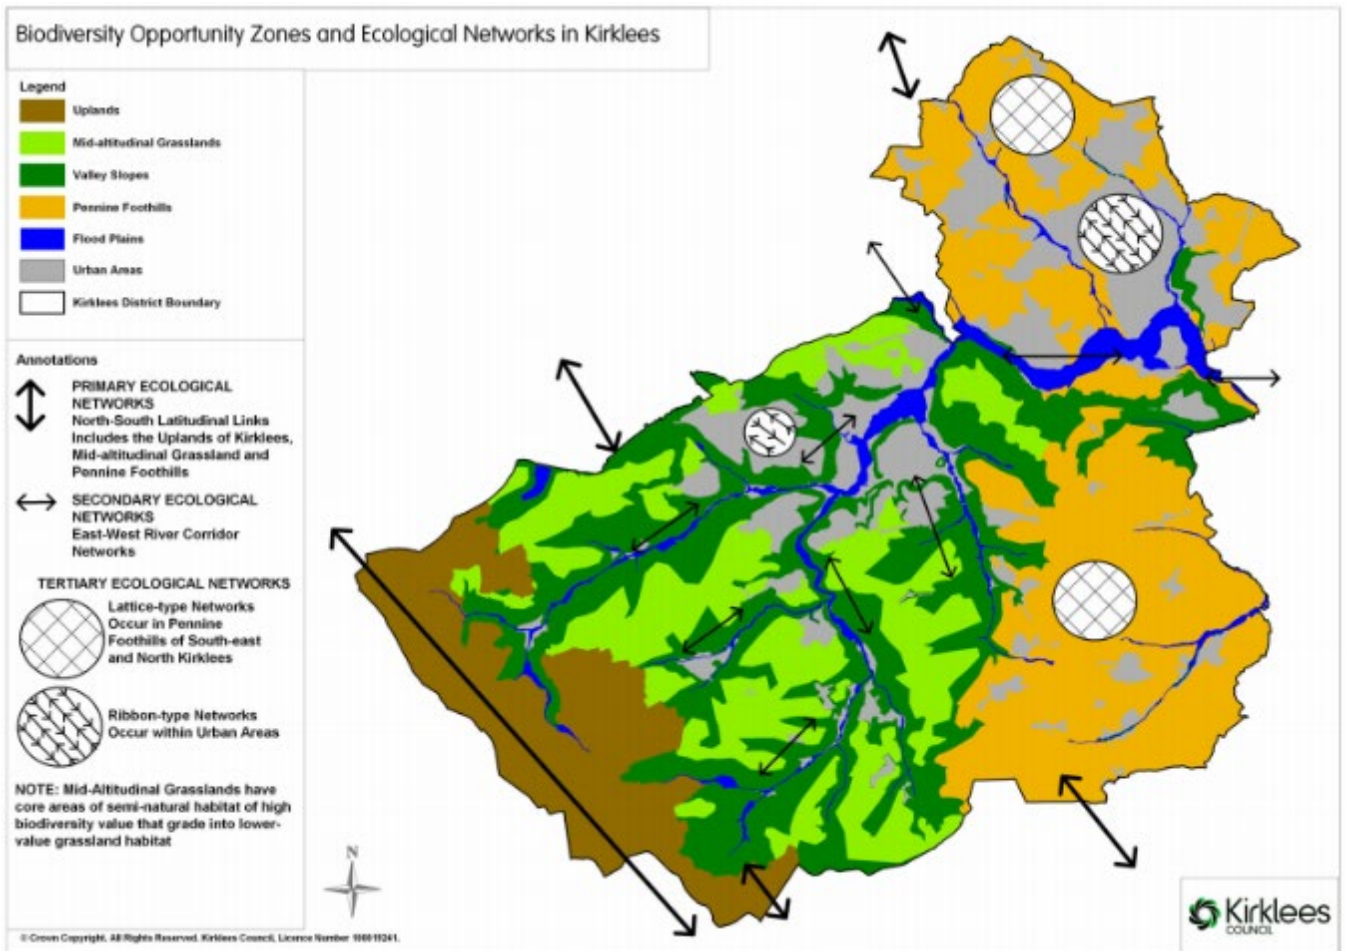 Biodiversity Opportunity Zones and Ecological Networks in Kirklees
Legend
Uplands
Mid-altitudinal Grasslands
Valley Slopes
Pennine Foothills
Flood Plains
Urban Areas
Kirklees District Boundary
Annotations
PRIMARY ECOLOGICAL
NETWORKS
North-South Latitudinal Links
Includes the Uplands of Kirklees,
Mid-altitudinal Grassland and
Pennine Foothills
SECONDARY ECOLOGICAL
NETWORKS
East-West River Corridor
Networks
TERTIARY ECOLOGICAL NETWORKS
Lattice-type Networks
Occur in Pennine
Foothills of South-east
and North Kirklees
Ribbon-type Networks
Occur within Urban Areas
NOTE: Mid-Altitudinal Grasslands have
core areas of semi-natural habitat of high
biodiversity value that grade into lower-
value grassland habitat
N
© Crown Copyright. All Rights Reserved. Kirklees Council, Licence Number 100019241.
Kirklees
COUNCIL